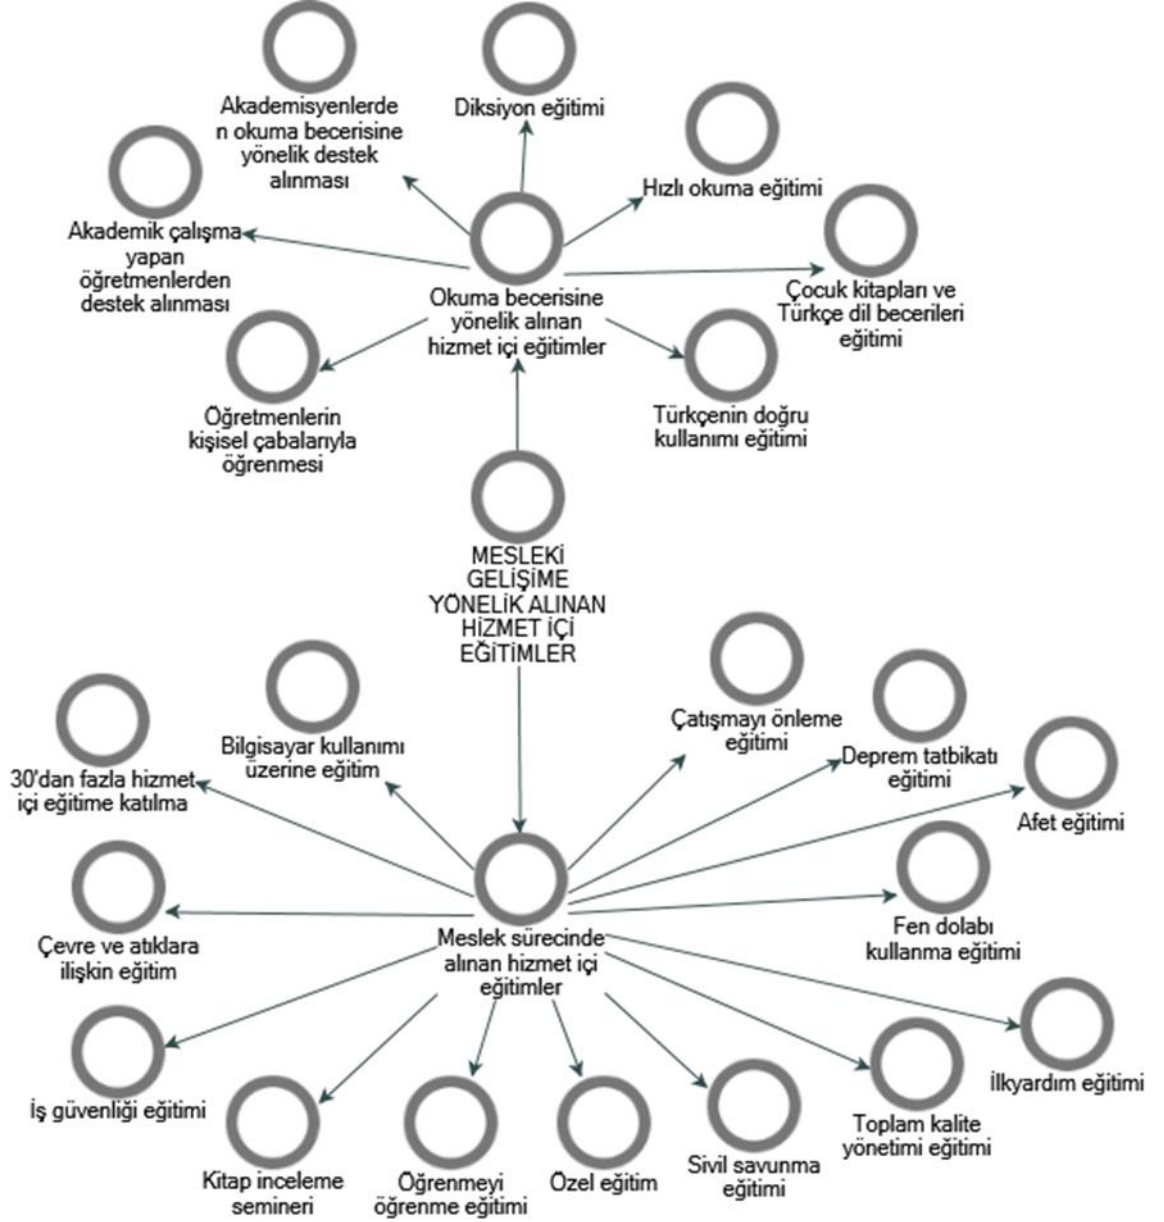 Akademisyenlerde
n okuma becerisine
yönelik destek
alınması
Diksiyon eğitimi
Hızlı okuma eğitimi
Akademik çalışma
yapan
öğretmenlerden
destek alınması
Okuma becerisine
yönelik alınan
hizmet içi eğitimler
Çocuk kitapları ve
Türkçe dil becerileri
eğitimi
Öğretmenlerin
kişisel çabalarıyla
öğrenmesi
Türkçenin doğru
kullanımı eğitimi
MESLEKİ
GELİŞİME
YÖNELİK ALINAN
HİZMET İÇİ
EĞİTİMLER
30'dan fazla hizmet
içi eğitime katılma
Bilgisayar kullanımı
üzerine eğitim
Çatışmayı önleme
eğitimi
Deprem tatbikatı
eğitimi
Afet eğitimi
Çevre ve atıklara
ilişkin eğitim
Meslek sürecinde
alınan hizmet içi
eğitimler
Fen dolabı
kullanma eğitimi
İş güvenliği eğitimi
Kitap inceleme
semineri
Öğrenmeyi
öğrenme eğitimi
Özel eğitim
Sivil savunma
eğitimi
Toplam kalite
yönetimi eğitimi
İlkyardım eğitimi